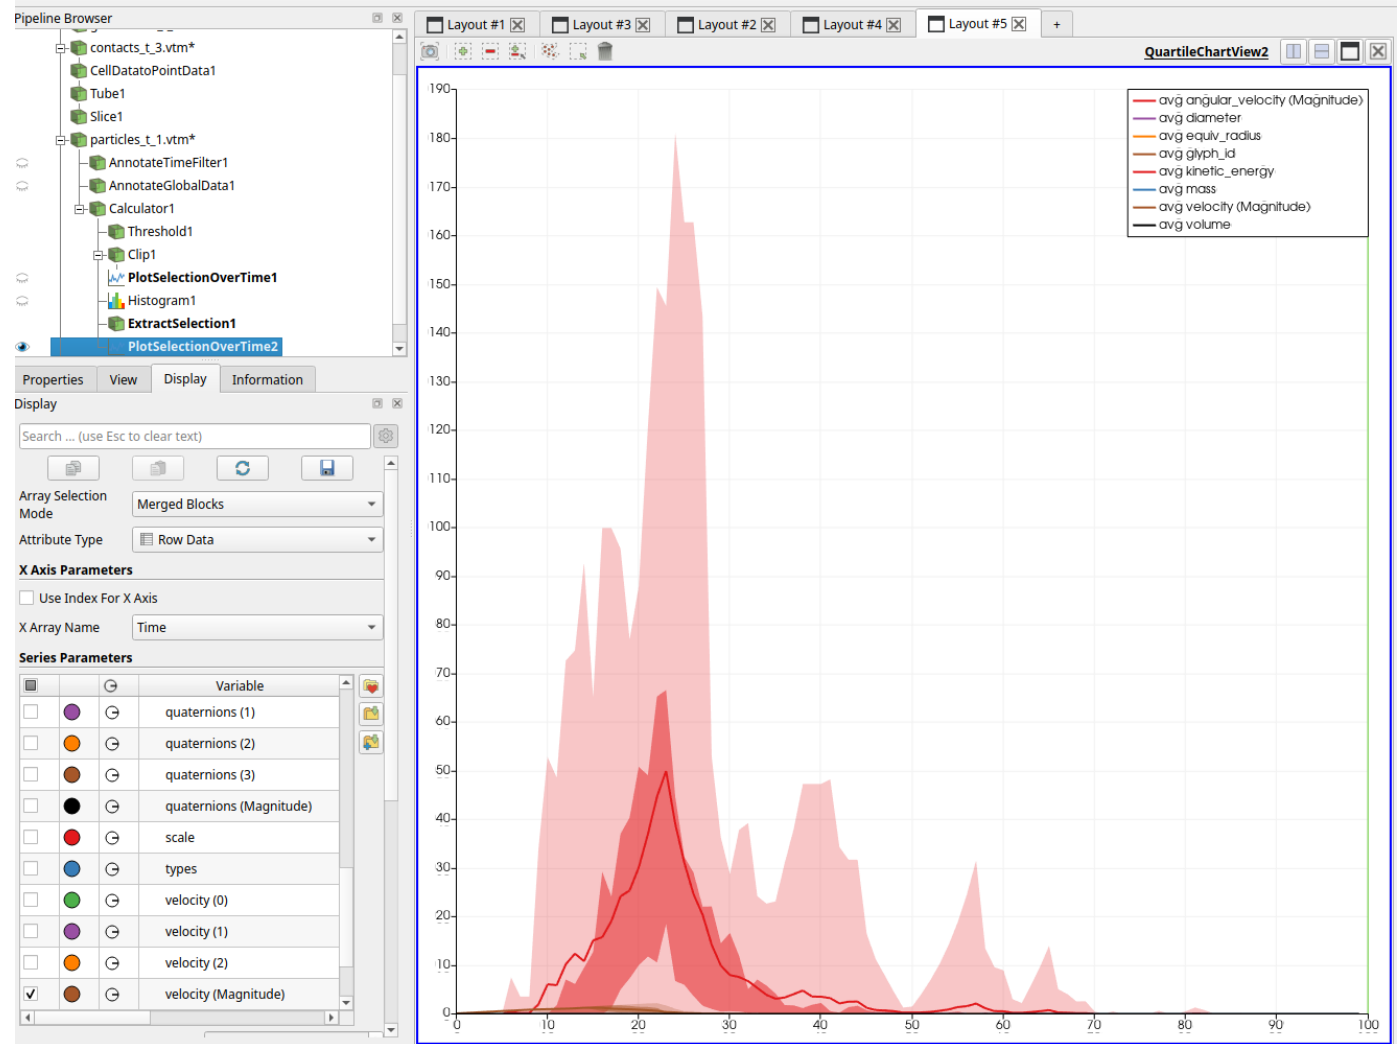 Pipeline Browser
contacts_t_3.vtm*
CellDatatoPointData1
Tube1
Slice1
particles_t_1.vtm*
AnnotateTimeFilter1
AnnotateGlobalData1
Calculator1
Threshold1
Clip1
PlotSelectionOverTime1
Histogram1
ExtractSelection1
PlotSelectionOverTime2
Properties View Display Information
Display
Search ... (use Esc to clear text)
Array Selection Mode Merged Blocks
Attribute Type Row Data
X Axis Parameters
Use Index For X Axis
X Array Name Time
Series Parameters
Variable
quaternions (1)
quaternions (2)
quaternions (3)
quaternions (Magnitude)
scale
types
velocity (0)
velocity (1)
velocity (2)
velocity (Magnitude)
Layout #1 Layout #3 Layout #2 Layout #4 Layout #5 +
QuartileChartView2
avg angular_velocity (Magnitude)
avg diameter
avg equiv_radius
avg glyph_id
avg kinetic_energy
avg mass
avg velocity (Magnitude)
avg volume
190
180
170
160
150
140
130
120
110
100
90
80
70
60
50
40
30
20
10
0
0 10 20 30 40 50 60 70 80 90 100